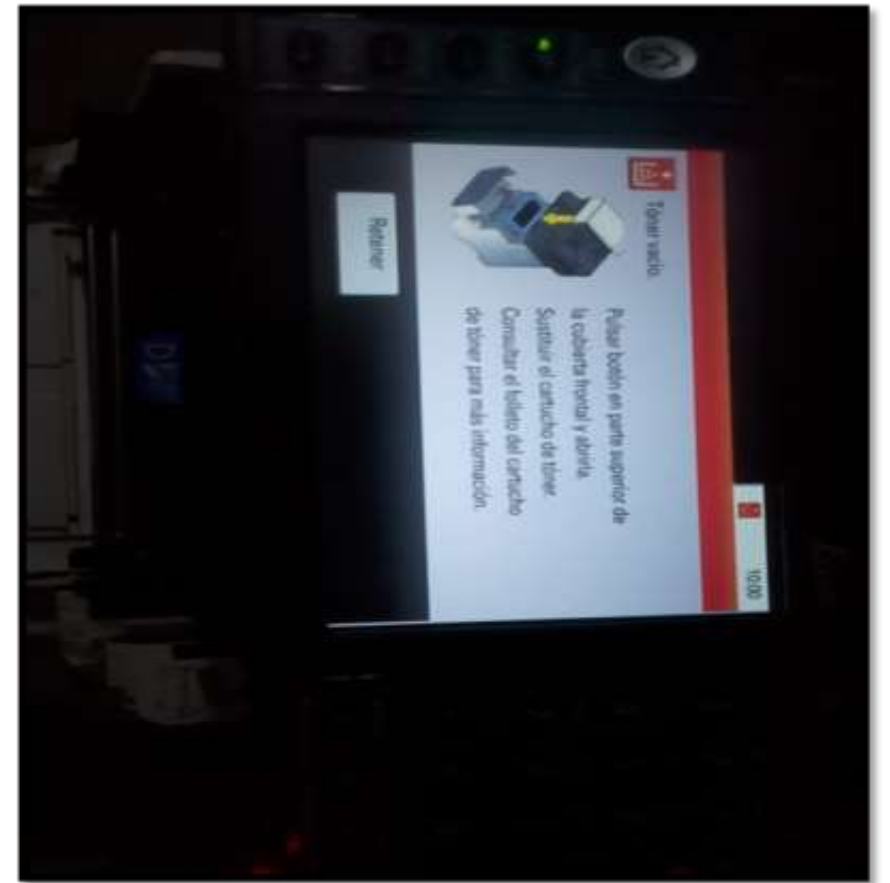 10:00
Tóner vacío.
Pulsar botón en parte superior de
la cubierta frontal y abrirla.
Sustituir el cartucho de tóner.
Consultar el folleto del cartucho
de tóner para más información.
Retener